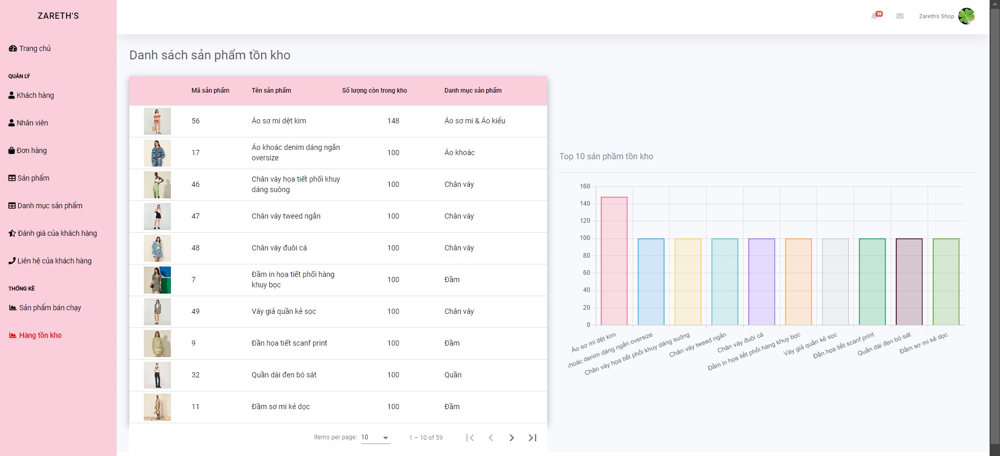 ZARETH'S
Trang chủ
QUẢN LÝ
Khách hàng
Nhân viên
Đơn hàng
Sản phẩm
Danh mục sản phẩm
Đánh giá của khách hàng
Liên hệ của khách hàng
THỐNG KÊ
Sản phẩm bán chạy
Hàng tồn kho
10
Zareth's Shop
Danh sách sản phẩm tồn kho
Mã sản phẩm Tên sản phẩm Số lượng còn trong kho Danh mục sản phẩm
56 Áo sơ mi dệt kim 148 Áo sơ mi & Áo kiểu
17 Áo khoác denim dáng ngắn oversize 100 Áo khoác
46 Chân váy họa tiết phối khuy dáng suông 100 Chân váy
47 Chân váy tweed ngắn 100 Chân váy
48 Chân váy đuôi cá 100 Chân váy
7 Đầm in họa tiết phối hàng khuy bọc 100 Đầm
49 Váy giả quần kẻ sọc 100 Chân váy
9 Đần họa tiết scanf print 100 Đầm
32 Quần dài đen bó sát 100 Quần
11 Đầm sơ mi kẻ dọc 100 Đầm
Items per page: 10 1 – 10 of 59
Top 10 sản phầm tồn kho
160
140
120
100
80
60
40
20
0
Áo sơ mi dệt kim
khoác denim dáng ngắn oversize
Chân váy họa tiết phối khuy dáng suông
Chân váy tweed ngắn
Chân váy đuôi cá
Đầm in họa tiết phối hàng khuy bọc
Váy giả quần kẻ sọc
Đần họa tiết scanf print
Quần dài đen bó sát
Đầm sơ mi kẻ dọc